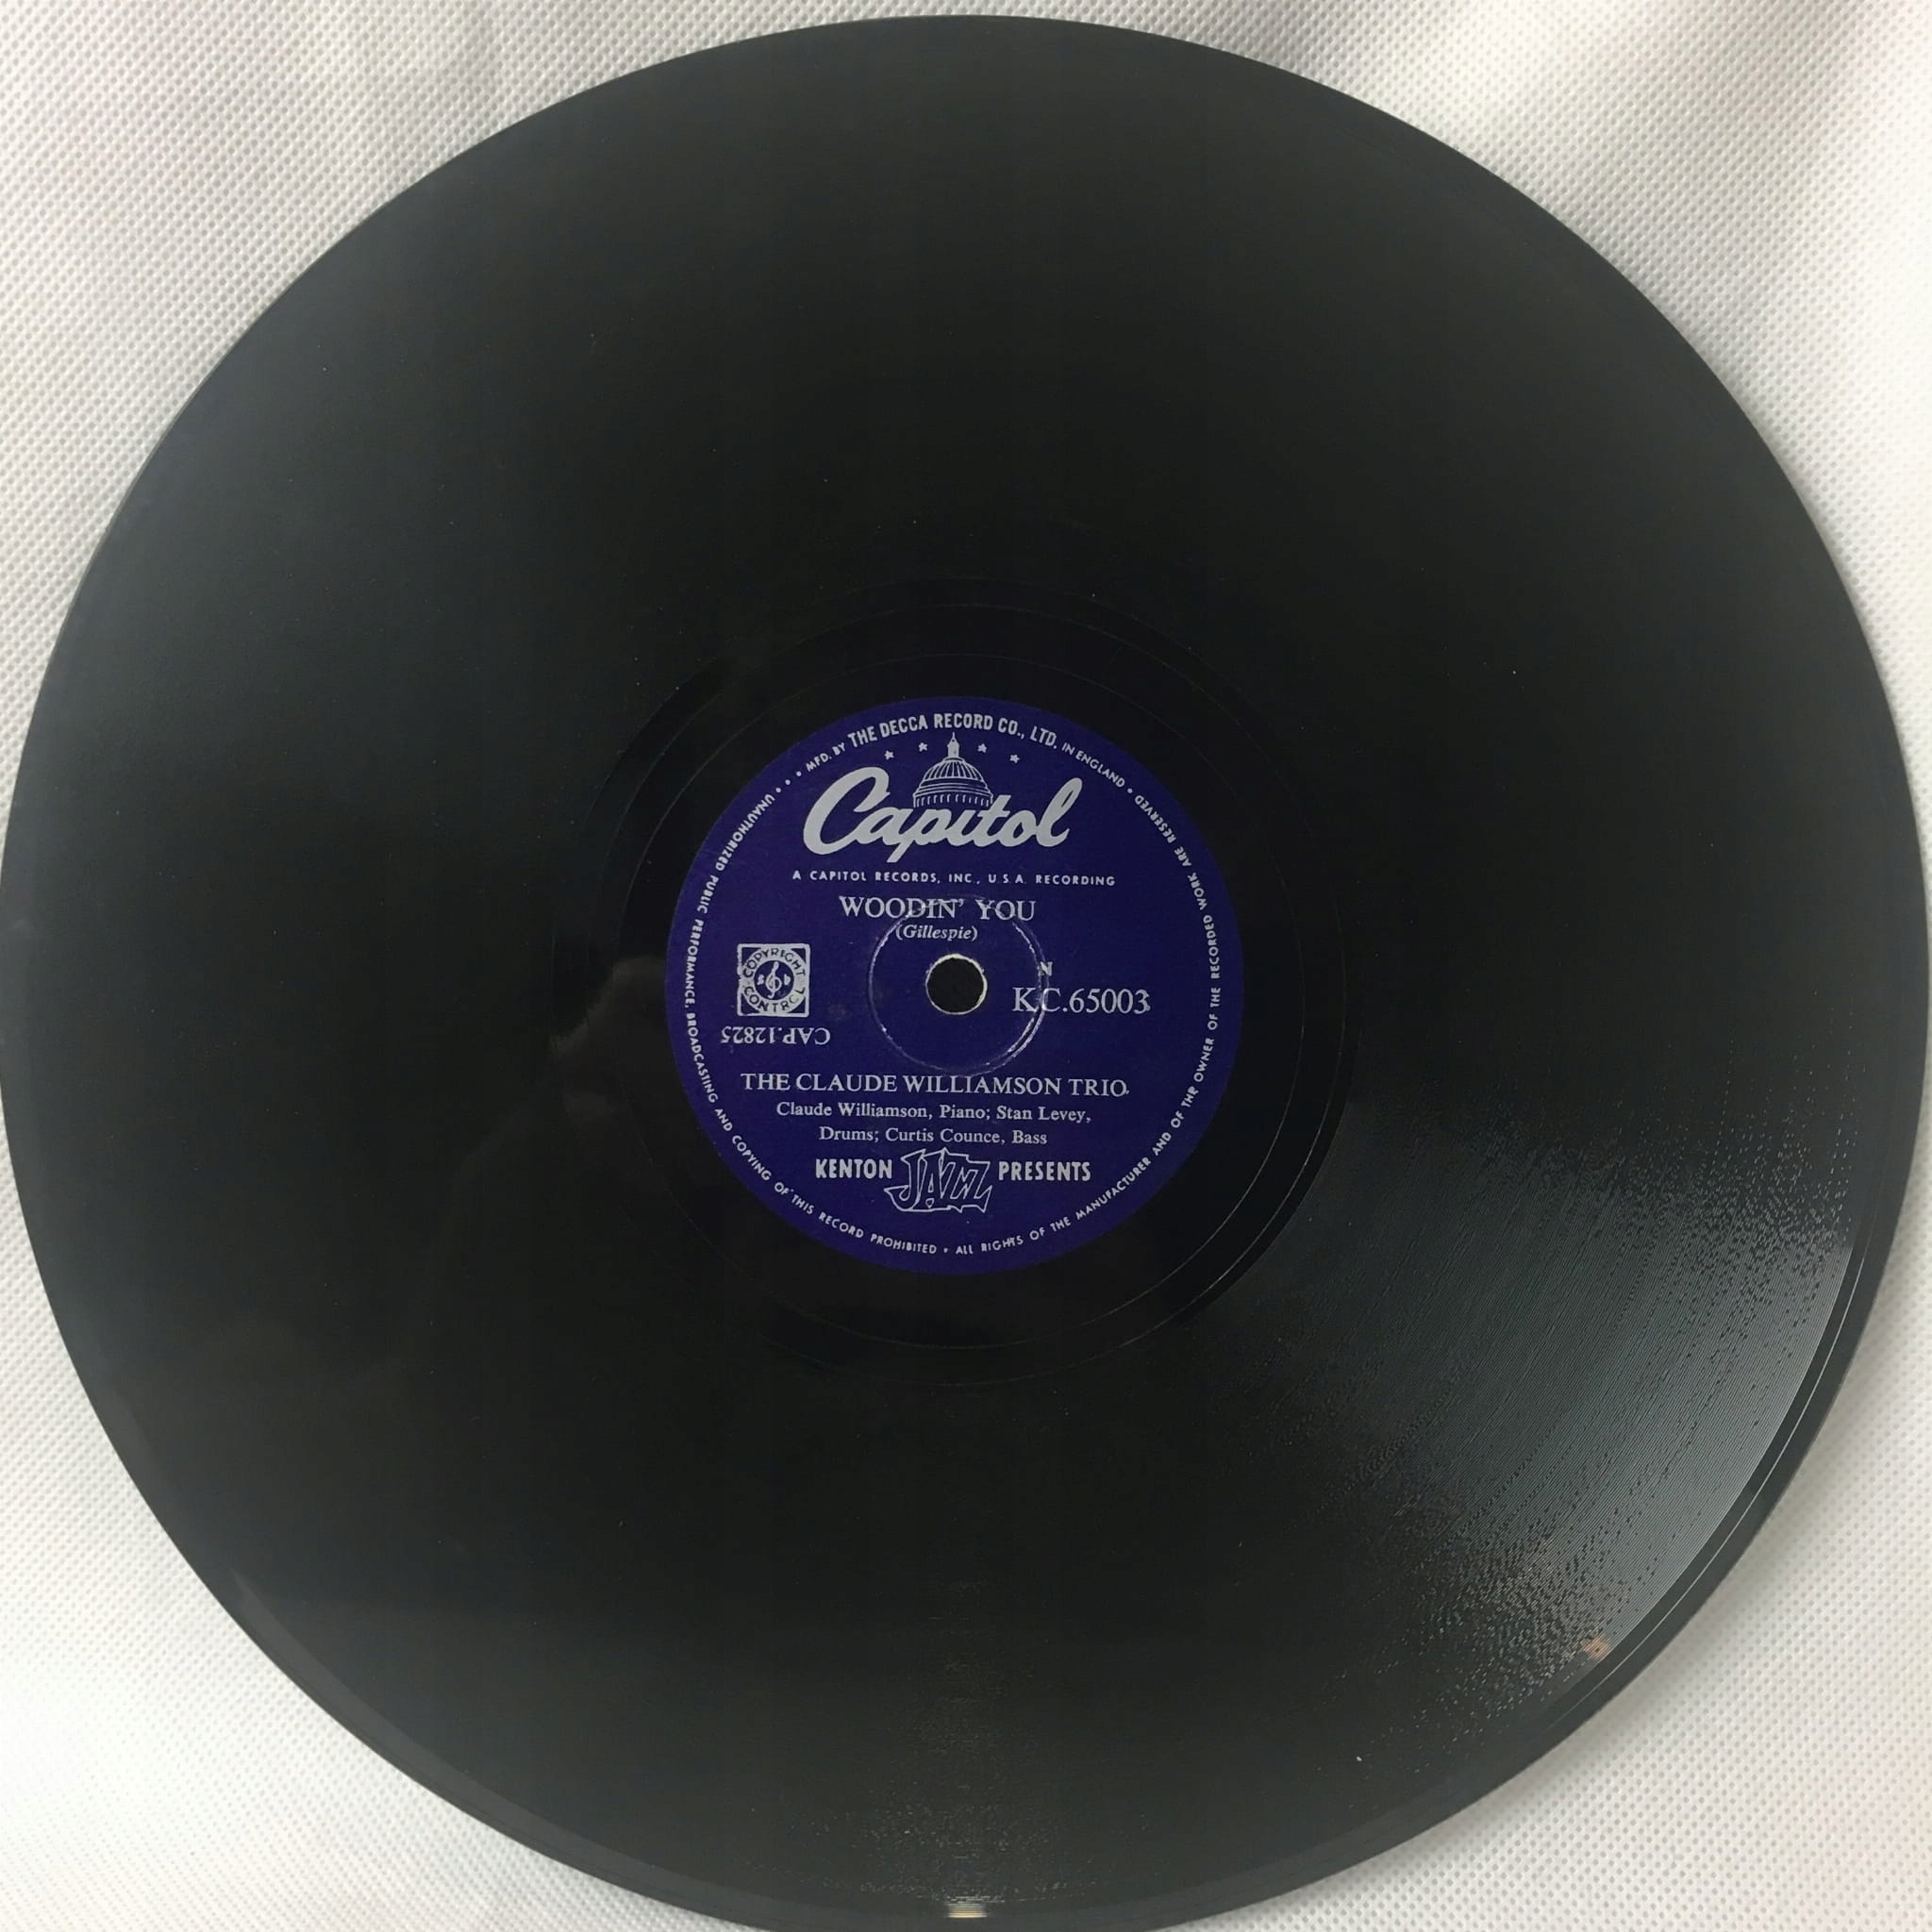 MFD. BY THE DECCA RECORD CO., LTD. IN ENGLAND • ALL RIGHTS OF THE MANUFACTURER AND OF THE OWNER OF THE RECORDED WORK ARE RESERVED • UNAUTHORIZED PUBLIC PERFORMANCE, BROADCASTING AND COPYING OF THIS RECORD PROHIBITED
Capitol
A CAPITOL RECORDS, INC., U.S.A. RECORDING
WOODIN' YOU
(Gillespie)
COPYRIGHT
CONTROL
N
KC.65003
CAP.12825
THE CLAUDE WILLIAMSON TRIO
Claude Williamson, Piano; Stan Levey,
Drums; Curtis Counce, Bass
KENTON JAZZ PRESENTS